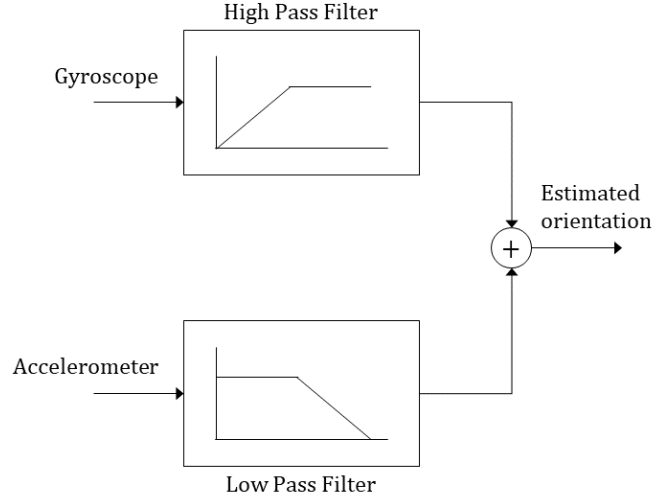 High Pass Filter
Gyroscope
Estimated
orientation
+
Accelerometer
Low Pass Filter